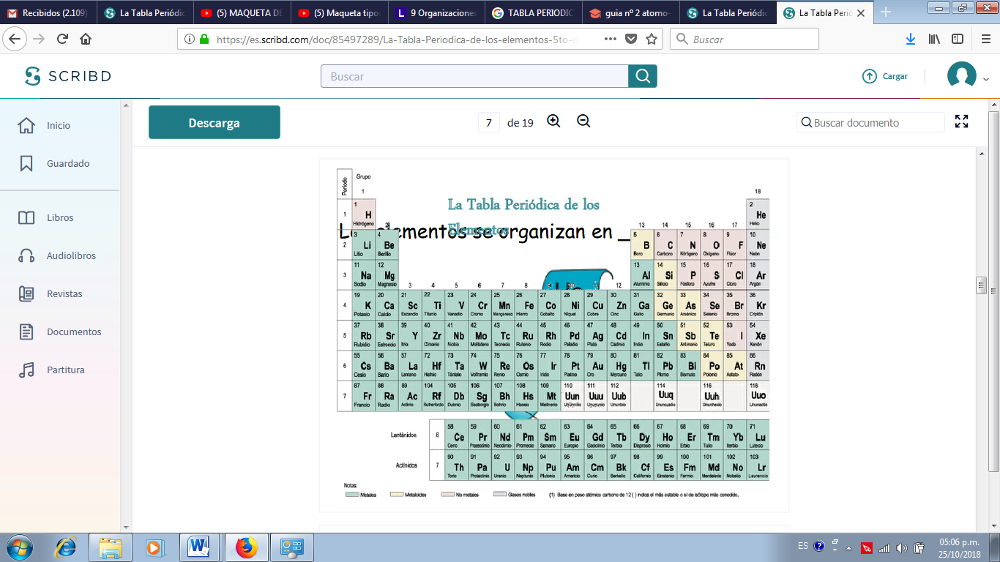 Recibidos (2.109)
La Tabla Periódic
(5) MAQUETA DE
(5) Maqueta tipo
9 Organizaciones
TABLA PERIODIC
guia nº 2 atomo-
La Tabla Periódic
La Tabla Perió
https://es.scribd.com/doc/85497289/La-Tabla-Periodica-de-los-elementos-5to-g
Buscar
SCRIBD
Buscar
Cargar
Inicio
Guardado
Libros
Audiolibros
Revistas
Documentos
Partitura
Descarga
7 de 19
Buscar documento
Periodo
Grupo
1 18
La Tabla Periódica de los
Elementos
elementos se organizan en _
1 1 H Hidrógeno 2 He Helio
2 13 14 15 16 17
2 3 Li Litio 4 Be Berilio 5 B Boro 6 C Carbono 7 N Nitrógeno 8 O Oxígeno 9 F Flúor 10 Ne Neón
3 11 Na Sodio 12 Mg Magnesio 13 Al Aluminio 14 Si Silicio 15 P Fósforo 16 S Azufre 17 Cl Cloro 18 Ar Argón
3 4 5 6 7 8 9 10 12
4 19 K Potasio 20 Ca Calcio 21 Sc Escandio 22 Ti Titanio 23 V Vanadio 24 Cr Cromo 25 Mn Manganeso 26 Fe Hierro 27 Co Cobalto 28 Ni Níquel 29 Cu Cobre 30 Zn Cinc 31 Ga Galio 32 Ge Germanio 33 As Arsénico 34 Se Selenio 35 Br Bromo 36 Kr Criptón
5 37 Rb Rubidio 38 Sr Estroncio 39 Y Itrio 40 Zr Circonio 41 Nb Niobio 42 Mo Molibdeno 43 Tc Tecnecio 44 Ru Rutenio 45 Rh Rodio 46 Pd Paladio 47 Ag Plata 48 Cd Cadmio 49 In Indio 50 Sn Estaño 51 Sb Antimonio 52 Te Teluro 53 I Yodo 54 Xe Xenón
6 55 Cs Cesio 56 Ba Bario 57 La Lantano 72 Hf Hafnio 73 Ta Tántalo 74 W Volframio 75 Re Renio 76 Os Osmio 77 Ir Iridio 78 Pt Platino 79 Au Oro 80 Hg Mercurio 81 Tl Talio 82 Pb Plomo 83 Bi Bismuto 84 Po Polonio 85 At Astato 86 Rn Radón
7 87 Fr Francio 88 Ra Radio 89 Ac Actinio 104 Rf Rutherfordio 105 Db Dubnio 106 Sg Seaborgio 107 Bh Bohrio 108 Hs Hassio 109 Mt Meitnerio 110 Uun Ununnilio 111 Uuu Unununio 112 Uub Ununbio 114 Uuq Ununcuadio 116 Uuh Ununhexio 118 Uuo Ununoctio
Lantánidos 6 58 Ce Cerio 59 Pr Praseodimio 60 Nd Neodimio 61 Pm Promecio 62 Sm Samario 63 Eu Europio 64 Gd Gadolinio 65 Tb Terbio 66 Dy Disprosio 67 Ho Holmio 68 Er Erbio 69 Tm Tulio 70 Yb Iterbio 71 Lu Lutecio
Actínidos 7 90 Th Torio 91 Pa Protactinio 92 U Uranio 93 Np Neptunio 94 Pu Plutonio 95 Am Americio 96 Cm Curio 97 Bk Berkelio 98 Cf Californio 99 Es Einstenio 100 Fm Fermio 101 Md Mendelevio 102 No Nobelio 103 Lr Laurencio
Notas:
Metales Metaloides No metales Gases nobles (1) Base en peso atómico carbono de 12 ( ) indica el más estable o el de isótopo más conocido.
ES
05:06 p.m.
25/10/2018